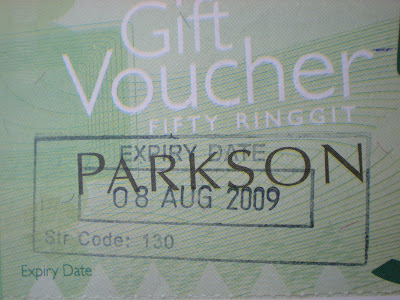 Gift
Voucher
FIFTY RINGGIT
EXPIRY DATE
PARKSON
08 AUG 2009
Str Code: 130
Expiry Date